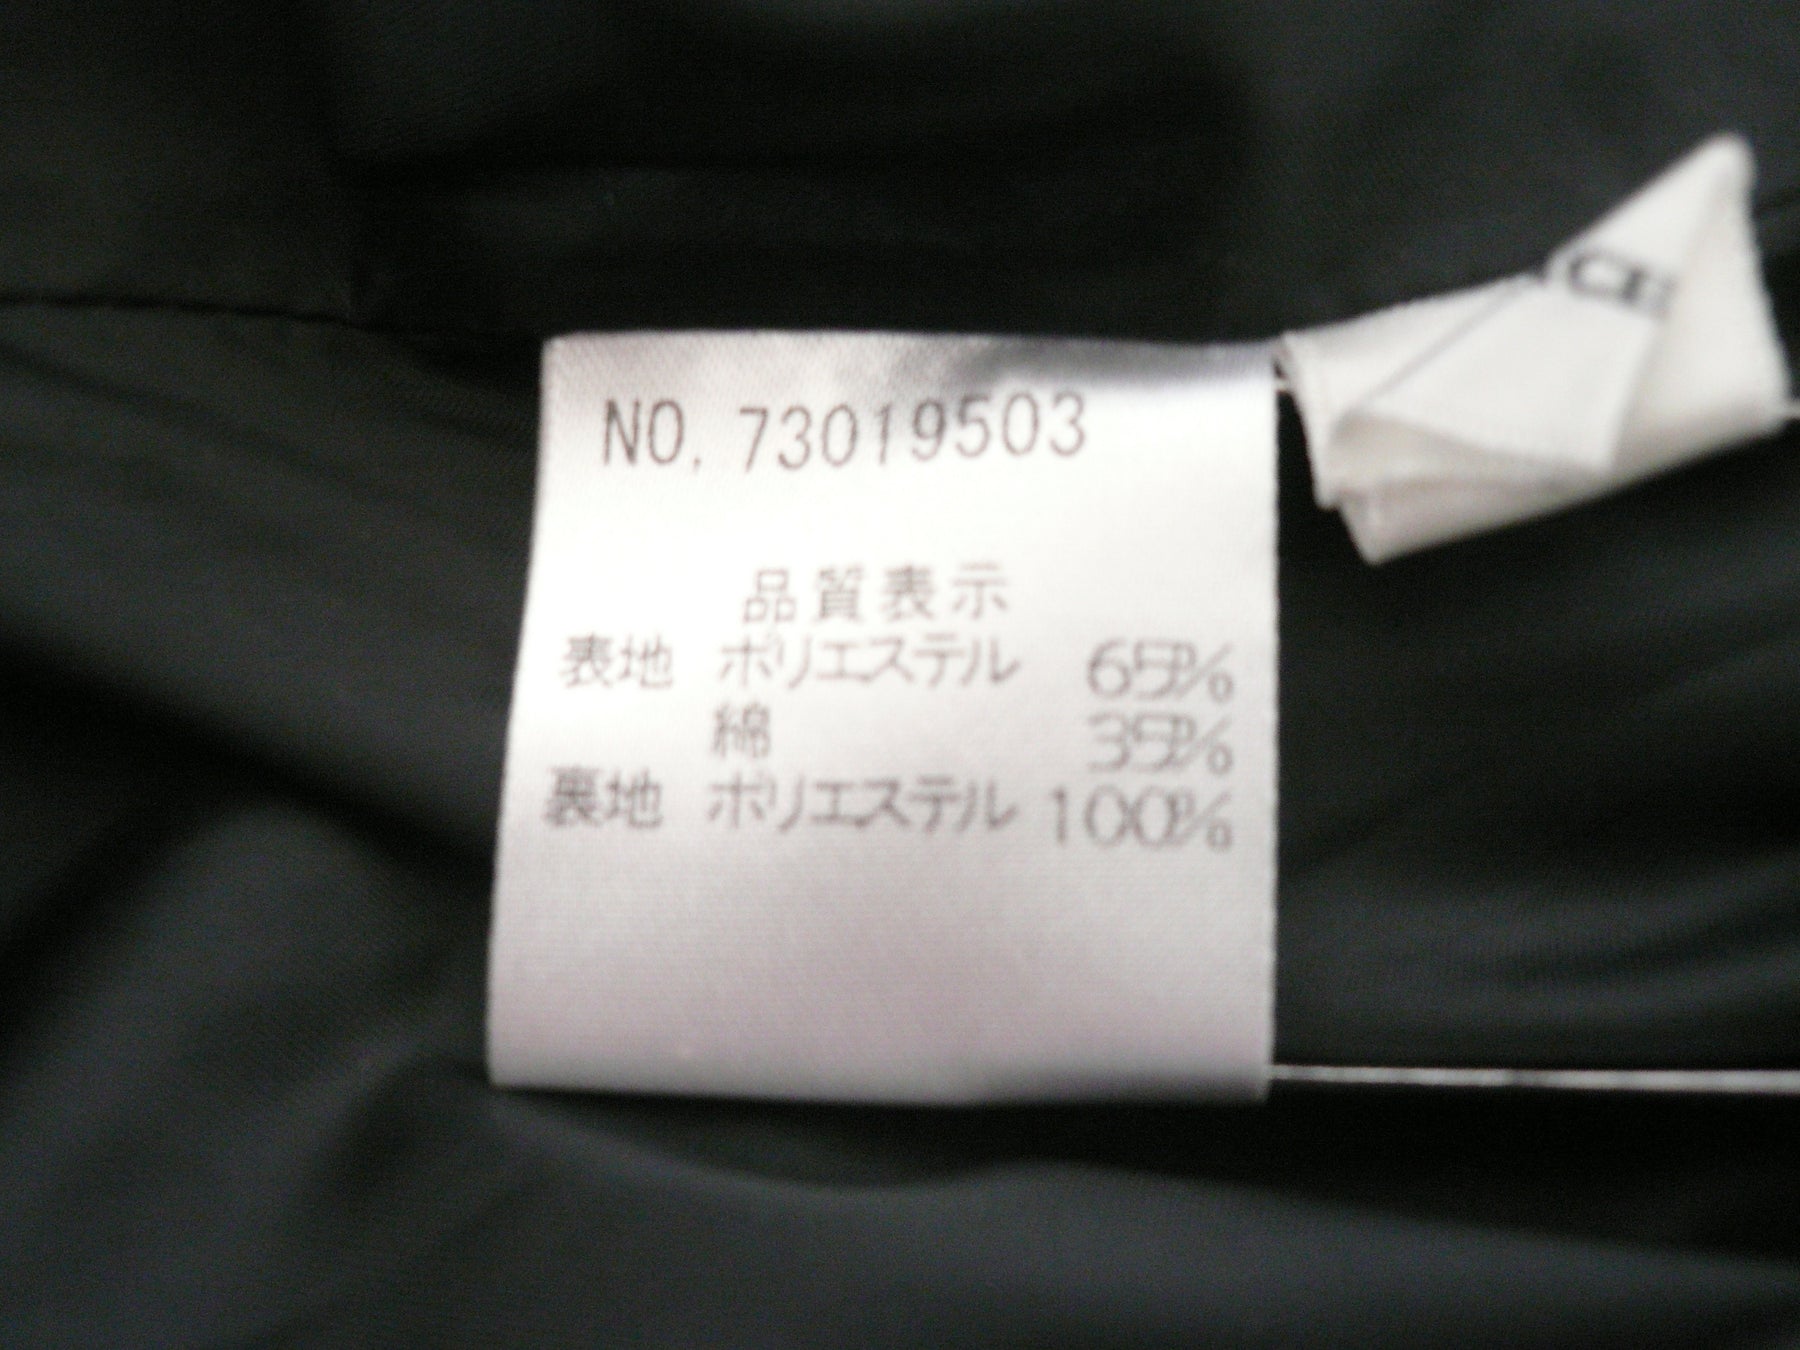 NO. 73019503
品質表示
表地 ポリエステル 65%
綿 35%
裏地 ポリエステル 100%